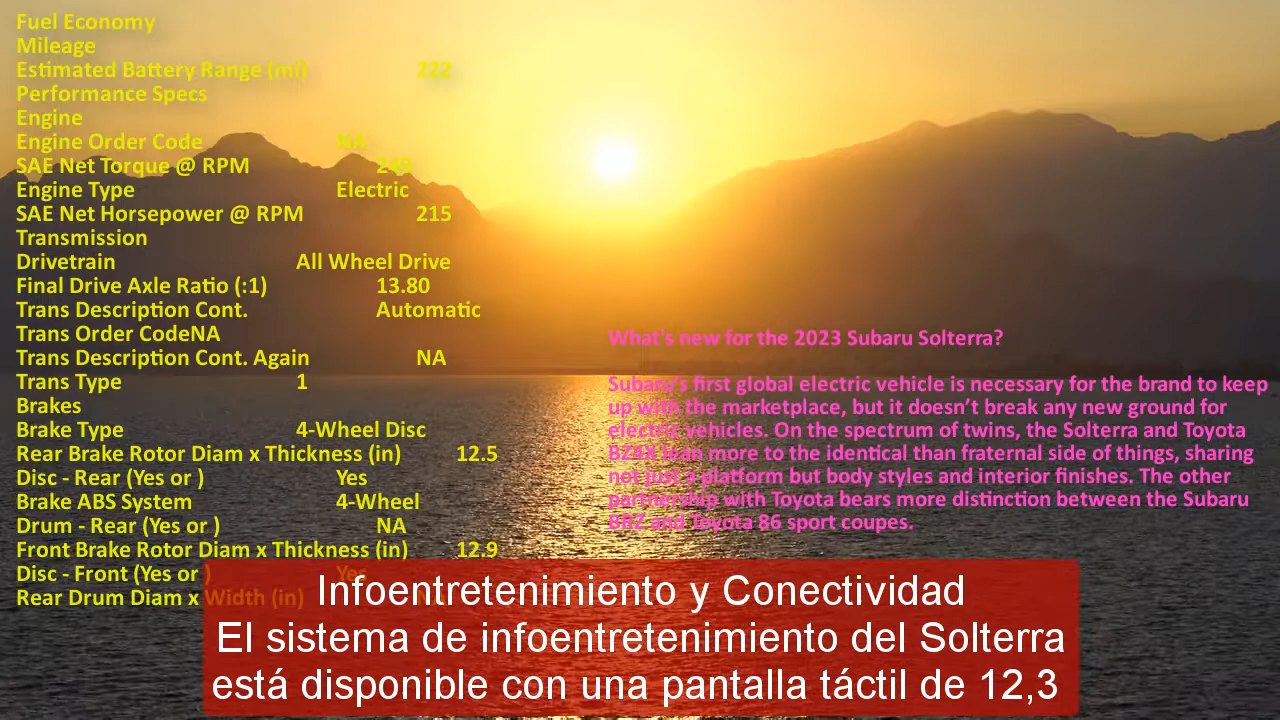 Fuel Economy
Mileage
Estimated Battery Range (mi) 222
Performance Specs
Engine
Engine Order Code NA
SAE Net Torque @ RPM 249
Engine Type Electric
SAE Net Horsepower @ RPM 215
Transmission
Drivetrain All Wheel Drive
Final Drive Axle Ratio (:1) 13.80
Trans Description Cont. Automatic
Trans Order CodeNA
Trans Description Cont. Again NA
Trans Type 1
Brakes
Brake Type 4-Wheel Disc
Rear Brake Rotor Diam x Thickness (in) 12.5
Disc - Rear (Yes or ) Yes
Brake ABS System 4-Wheel
Drum - Rear (Yes or ) NA
Front Brake Rotor Diam x Thickness (in) 12.9
Disc - Front (Yes or ) Yes
Rear Drum Diam x Width (in)
What's new for the 2023 Subaru Solterra?
Subaru's first global electric vehicle is necessary for the brand to keep
up with the marketplace, but it doesn't break any new ground for
electric vehicles. On the spectrum of twins, the Solterra and Toyota
BZ4X lean more to the identical than fraternal side of things, sharing
not just a platform but body styles and interior finishes. The other
partnership with Toyota bears more distinction between the Subaru
BRZ and Toyota 86 sport coupes.
Infoentretenimiento y Conectividad
El sistema de infoentretenimiento del Solterra
está disponible con una pantalla táctil de 12,3